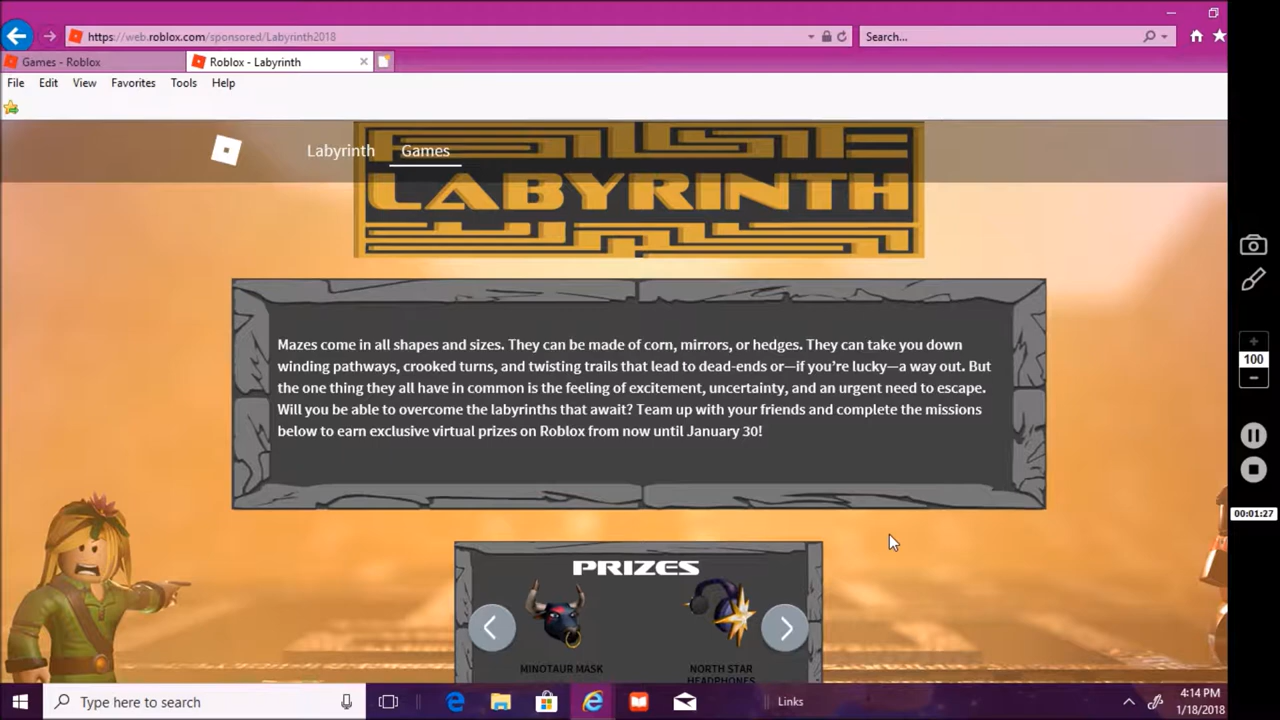 https://web.roblox.com/sponsored/Labyrinth2018
Search...
Games - Roblox
Roblox - Labyrinth
File Edit View Favorites Tools Help
Labyrinth Games
LABYRINTH
Mazes come in all shapes and sizes. They can be made of corn, mirrors, or hedges. They can take you down
winding pathways, crooked turns, and twisting trails that lead to dead-ends or—if you're lucky—a way out. But
the one thing they all have in common is the feeling of excitement, uncertainty, and an urgent need to escape.
Will you be able to overcome the labyrinths that await? Team up with your friends and complete the missions
below to earn exclusive virtual prizes on Roblox from now until January 30!
PRIZES
MINOTAUR MASK
NORTH STAR
HEADPHONES
100
00:01:27
Type here to search
Links
4:14 PM
1/18/2018